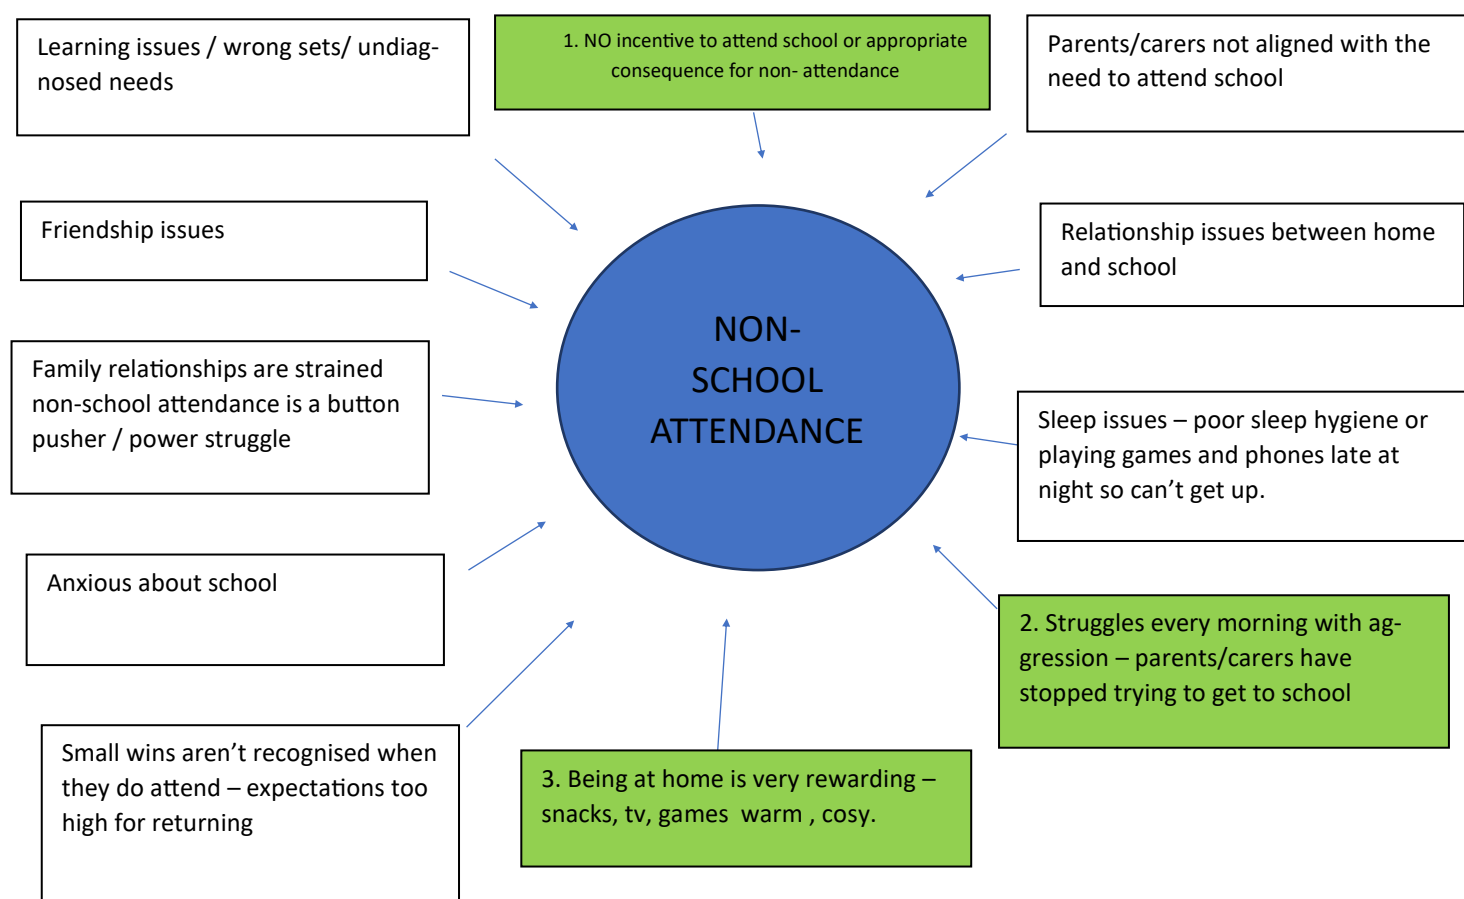 Learning issues / wrong sets/ undiag-
nosed needs
1. NO incentive to attend school or appropriate
consequence for non- attendance
Parents/carers not aligned with the
need to attend school
Friendship issues
Relationship issues between home
and school
NON-
SCHOOL
ATTENDANCE
Family relationships are strained
non-school attendance is a button
pusher / power struggle
Sleep issues – poor sleep hygiene or
playing games and phones late at
night so can’t get up.
Anxious about school
2. Struggles every morning with ag-
gression – parents/carers have
stopped trying to get to school
Small wins aren’t recognised when
they do attend – expectations too
high for returning
3. Being at home is very rewarding –
snacks, tv, games  warm , cosy.